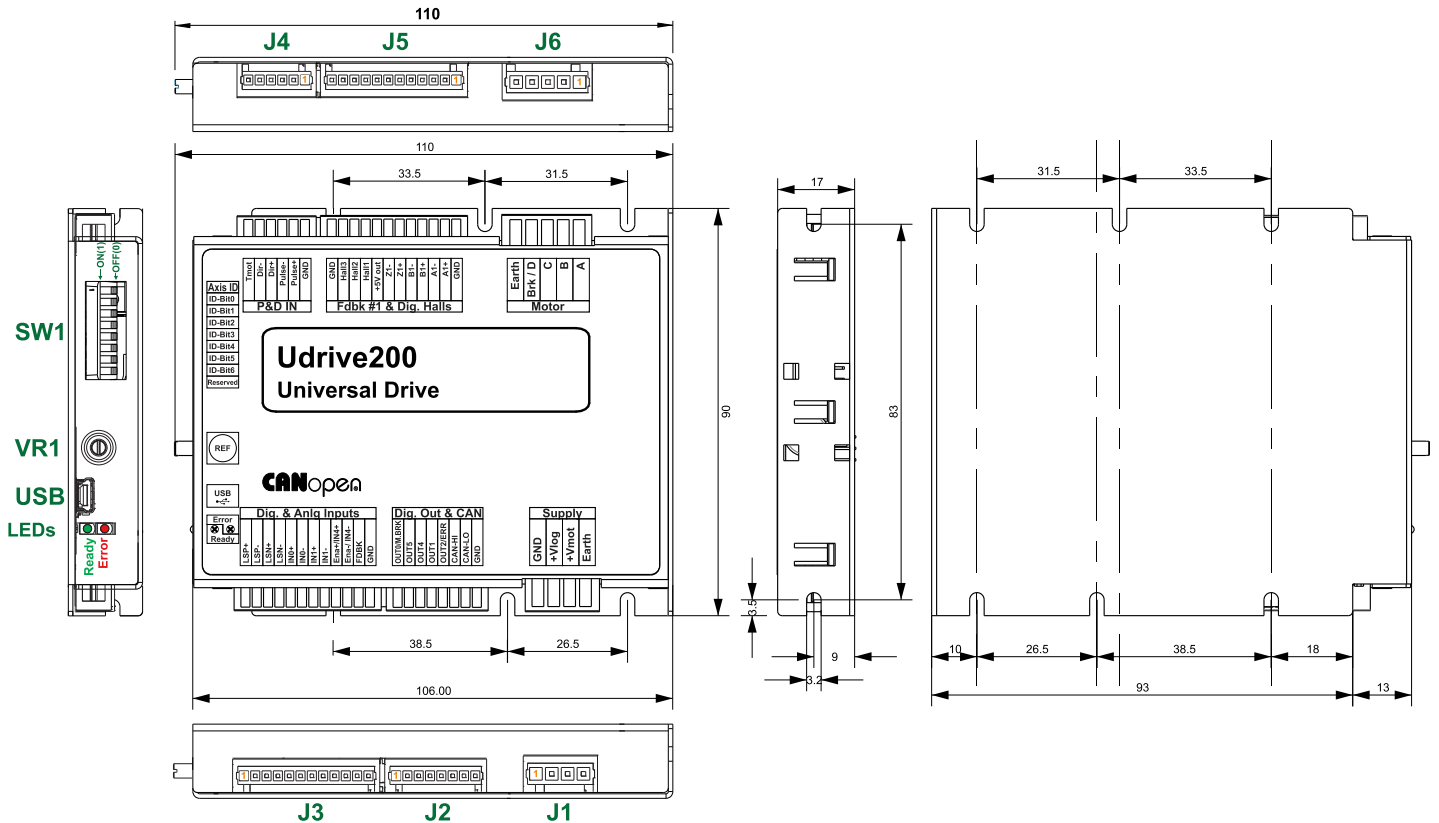 110
J4
J5
J6
1
1
1
110
33.5
31.5
17
31.5
33.5
ON(1)
OFF(0)
SW1
VR1
USB
LEDs
Ready
Error
Axis ID
ID-Bit0
ID-Bit1
ID-Bit2
ID-Bit3
ID-Bit4
ID-Bit5
ID-Bit6
Reserved
Tmot
Dir-
Dir+
Pulse-
Pulse+
GND
P&D IN
GND
Hall3
Hall2
Hall1
+5V out
Z1-
Z1+
B1-
B1+
A1-
A1+
GND
Fdbk #1 & Dig. Halls
Earth
Brk / D
C
B
A
Motor
Udrive200
Universal Drive
REF
CANopen
USB
Error
Ready
Dig. & Anlg Inputs
LSP+
LSP-
LSN+
LSN-
IN0+
IN0-
IN1+
IN1-
Ena+/IN4+
Ena-/ IN4-
FDBK
GND
Dig. Out & CAN
OUT0/M.BRK
OUT5
OUT4
OUT1
OUT2/ERR
CAN-HI
CAN-LO
GND
Supply
GND
+Vlog
+Vmot
Earth
90
83
3.5
9
3.2
38.5
26.5
106.00
10
26.5
38.5
18
93
13
1
1
1
J3
J2
J1